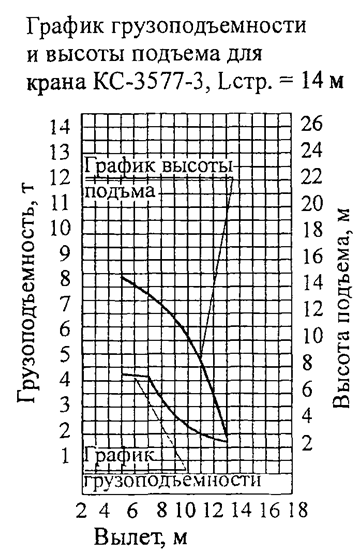 График грузоподъемности
и высоты подъема для
крана КС-3577-3, Lстр. = 14 м
Грузоподъемность, т
14
13
12
11
10
9
8
7
6
5
4
3
2
1
График высоты
подъма
График
грузоподъемности
26
24
22
20
18
16
14
12
10
8
6
4
2
Высота подъема, м
2 4 6 8 10 12 14 16 18
Вылет, м